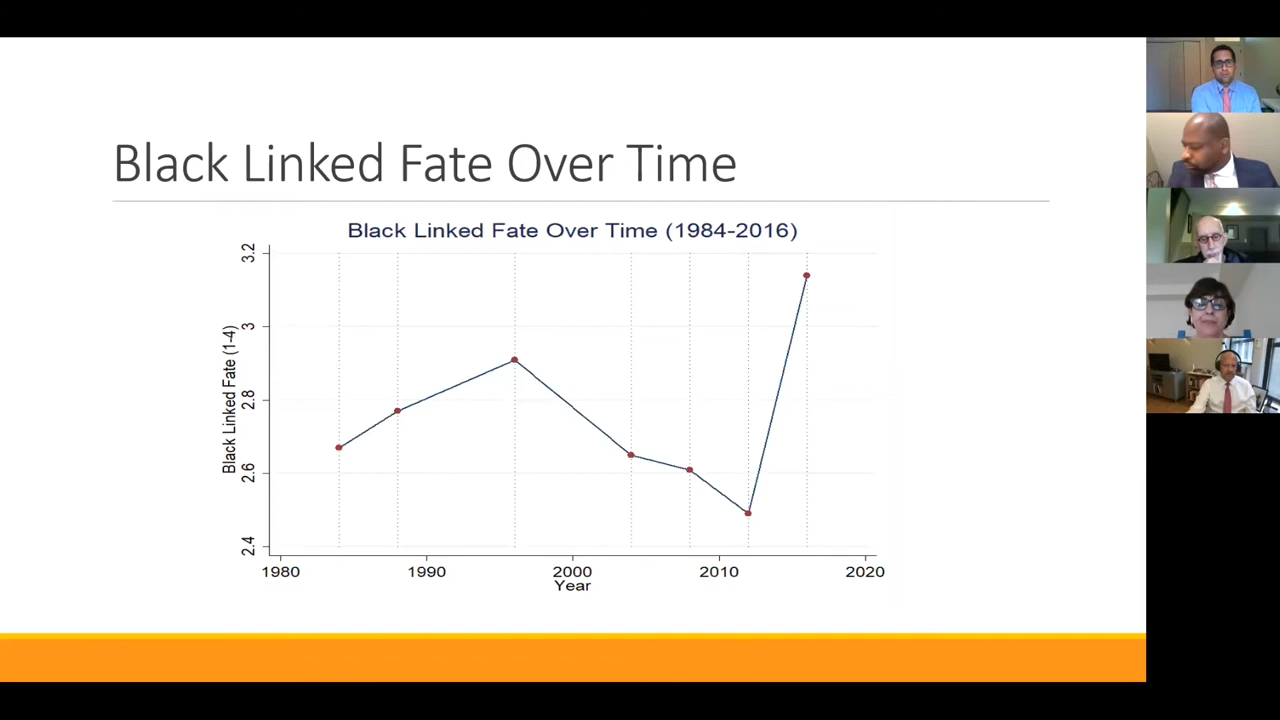 Black Linked Fate Over Time
Black Linked Fate Over Time (1984-2016)
Black Linked Fate (1-4)
3.2
3
2.8
2.6
2.4
1980 1990 2000 2010 2020
Year